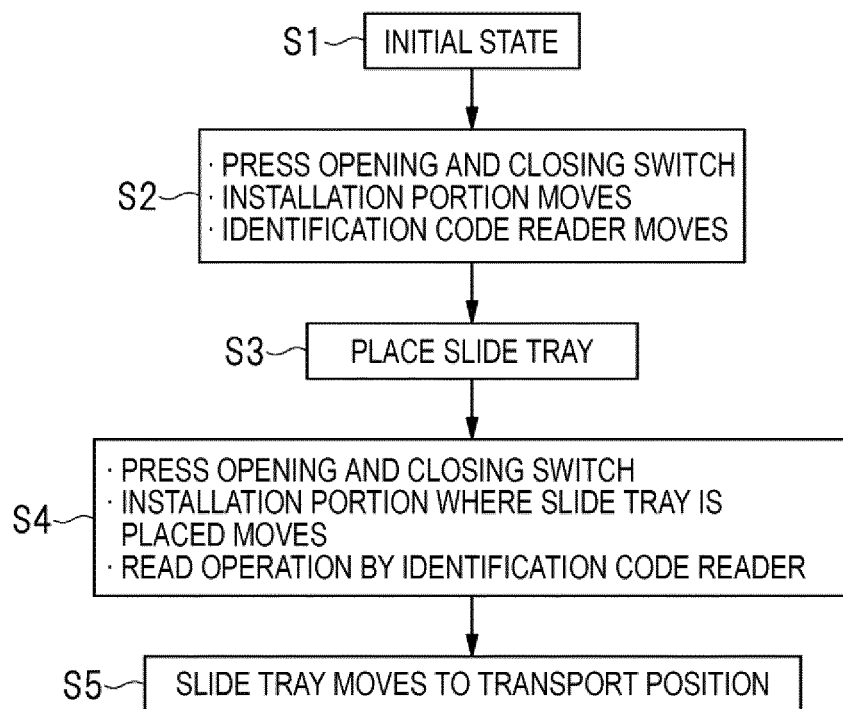 S1 INITIAL STATE
· PRESS OPENING AND CLOSING SWITCH
S2 · INSTALLATION PORTION MOVES
· IDENTIFICATION CODE READER MOVES
S3 PLACE SLIDE TRAY
· PRESS OPENING AND CLOSING SWITCH
· INSTALLATION PORTION WHERE SLIDE TRAY IS
S4 PLACED MOVES
· READ OPERATION BY IDENTIFICATION CODE READER
S5 SLIDE TRAY MOVES TO TRANSPORT POSITION